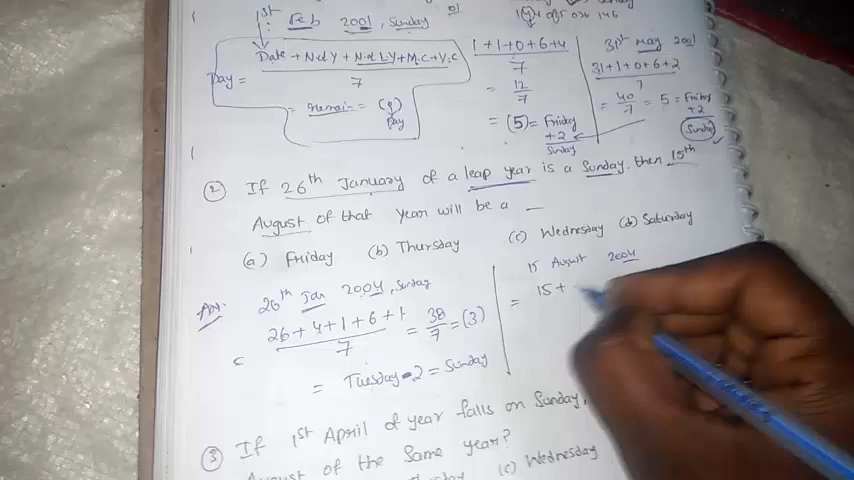 1st Feb 2001, Sunday
Day = Date + N.d Y + N.d L.Y + M.C + Y.C
7
= remain = (8)
Day
1+1+0+6+4
7
= 12
7
= (5) = Friday
+2
Sunday
31st May 2001
31+1+0+6+2
7
= 40/7 = 5 = Friday
+2
Sunday
(2) If 26th January of a leap year is a Sunday, then 15th
August of that year will be a __
(a) Friday (b) Thursday (c) Wednesday (d) Saturday
Ans: 26th Jan 2004, Sunday
26+4+1+6+1
7
= 38/7 = (3)
= Tuesday-2 = Sunday
15 August 2004
= 15+
(3) If 1st April of year falls on Sunday,
August of the same year?
(c) Wednesday